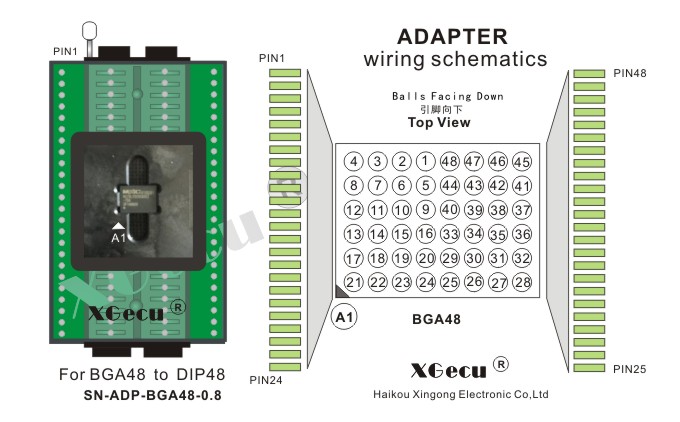 PIN1
A1
XGecu ®
For BGA48 to DIP48
SN-ADP-BGA48-0.8
ADAPTER
wiring schematics
PIN1
PIN48
Balls Facing Down
引脚向下
Top View
4 3 2 1 48 47 46 45
8 7 6 5 44 43 42 41
12 11 10 9 40 39 38 37
13 14 15 16 33 34 35 36
17 18 19 20 29 30 31 32
21 22 23 24 25 26 27 28
A1
BGA48
PIN24
PIN25
XGecu ®
Haikou Xingong Electronic Co,Ltd
XGecu ®